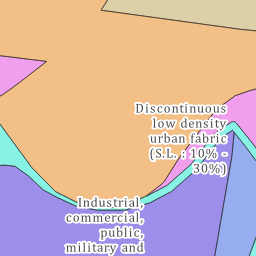 Discontinuous
low density
urban fabric
(S.L. : 10% -
30%)
Industrial,
commercial,
public,
military and